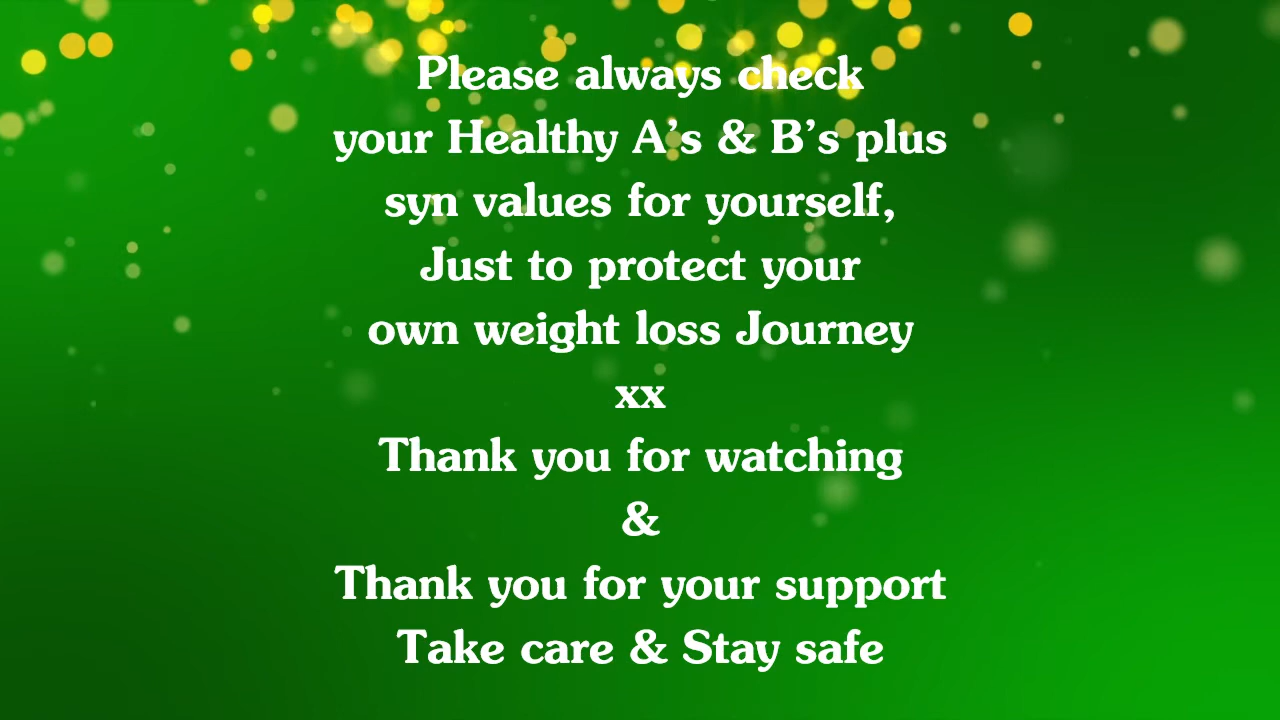 Please always check
your Healthy A’s & B’s plus
syn values for yourself,
Just to protect your
own weight loss Journey
xx
Thank you for watching
&
Thank you for your support
Take care & Stay safe